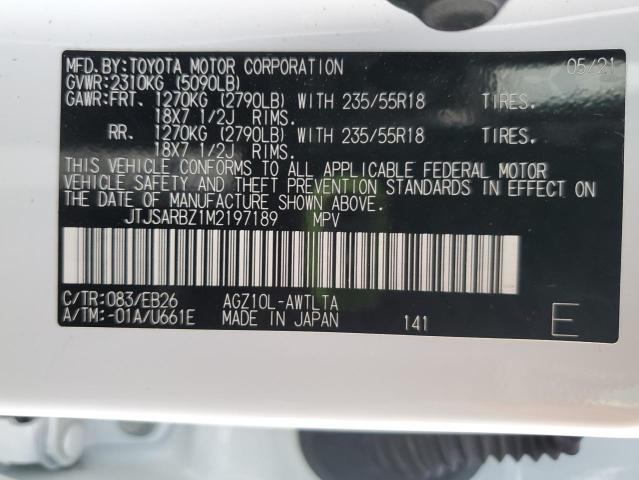 MFD.BY:TOYOTA MOTOR CORPORATION 05/21
GVWR:2310KG (5090LB)
GAWR:FRT. 1270KG (2790LB) WITH 235/55R18 TIRES.
18X7 1/2J RIMS.
RR. 1270KG (2790LB) WITH 235/55R18 TIRES.
18X7 1/2J RIMS.
THIS VEHICLE CONFORMS TO ALL APPLICABLE FEDERAL MOTOR
VEHICLE SAFETY AND THEFT PREVENTION STANDARDS IN EFFECT ON
THE DATE OF MANUFACTURE SHOWN ABOVE.
JTJSARBZ1M2197189 MPV
C/TR:083/EB26 AGZ10L-AWTLTA
A/TM:-01A/U661E MADE IN JAPAN 141 E